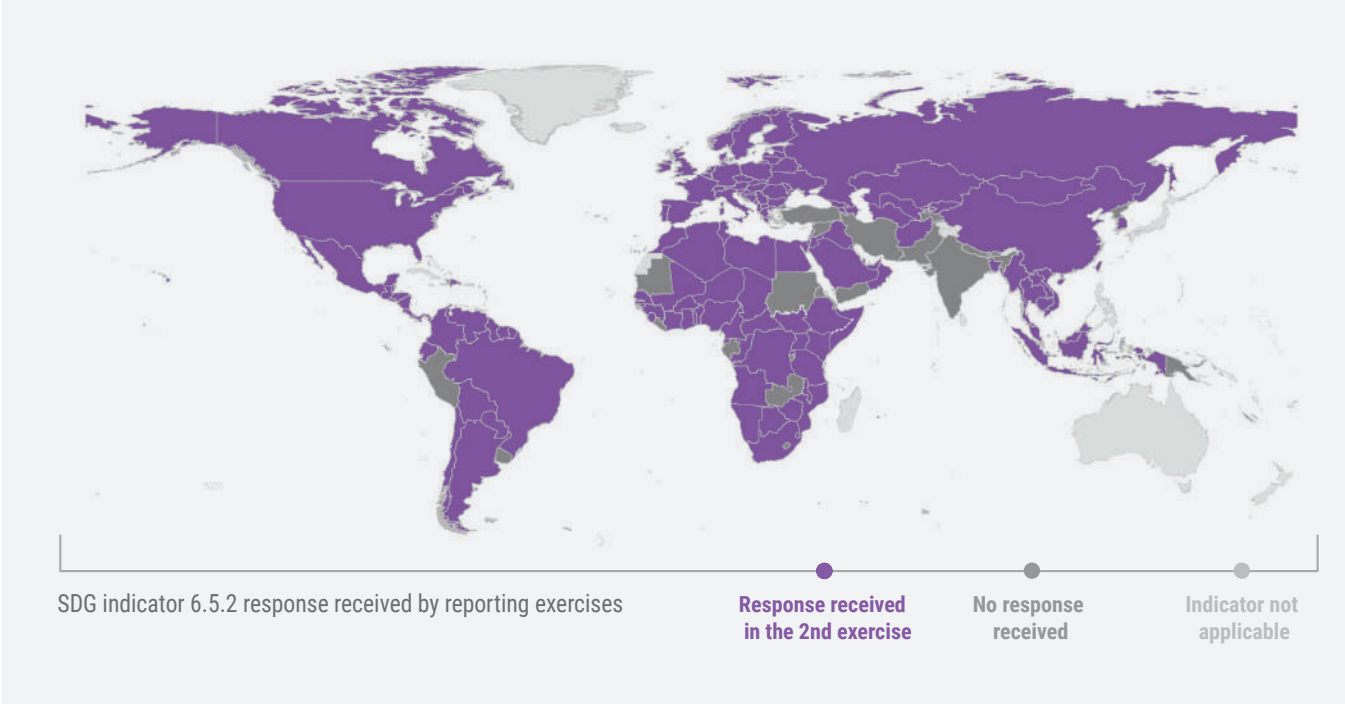 SDG indicator 6.5.2 response received by reporting exercises
Response received
in the 2nd exercise
No response
received
Indicator not
applicable